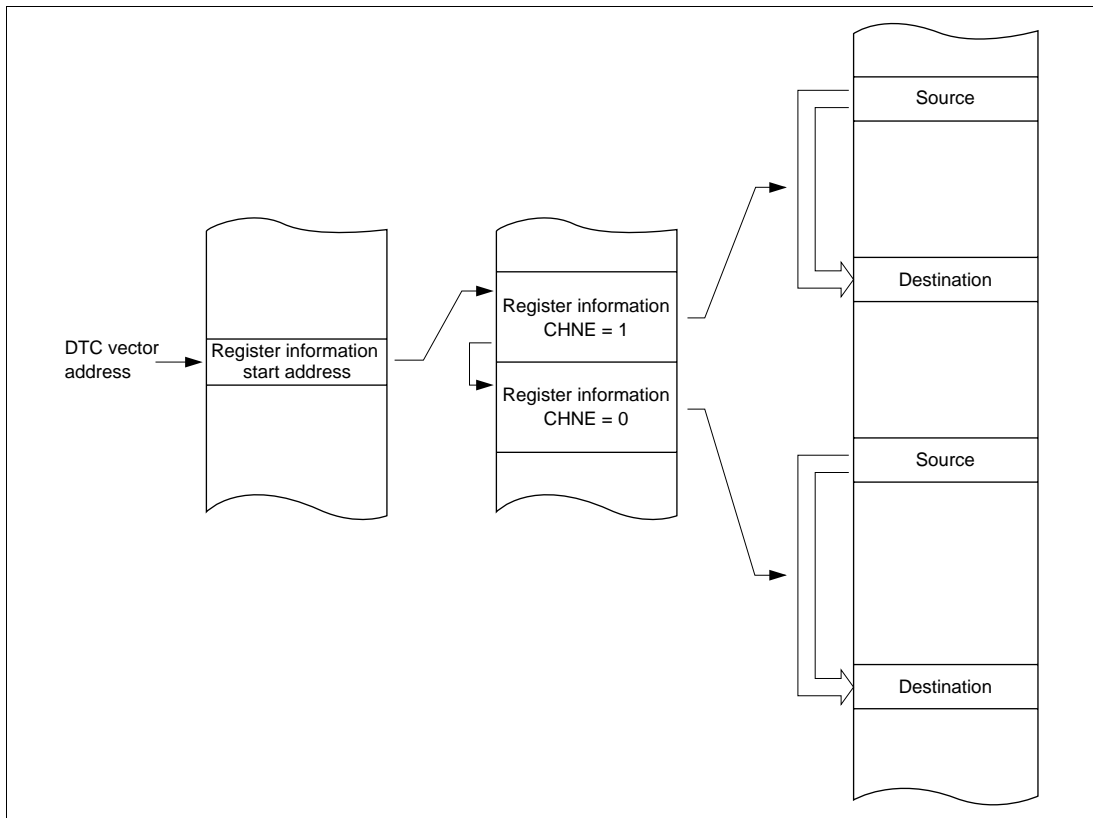 DTC vector
address
Register information
start address
Register information
CHNE = 1
Register information
CHNE = 0
Source
Destination
Source
Destination